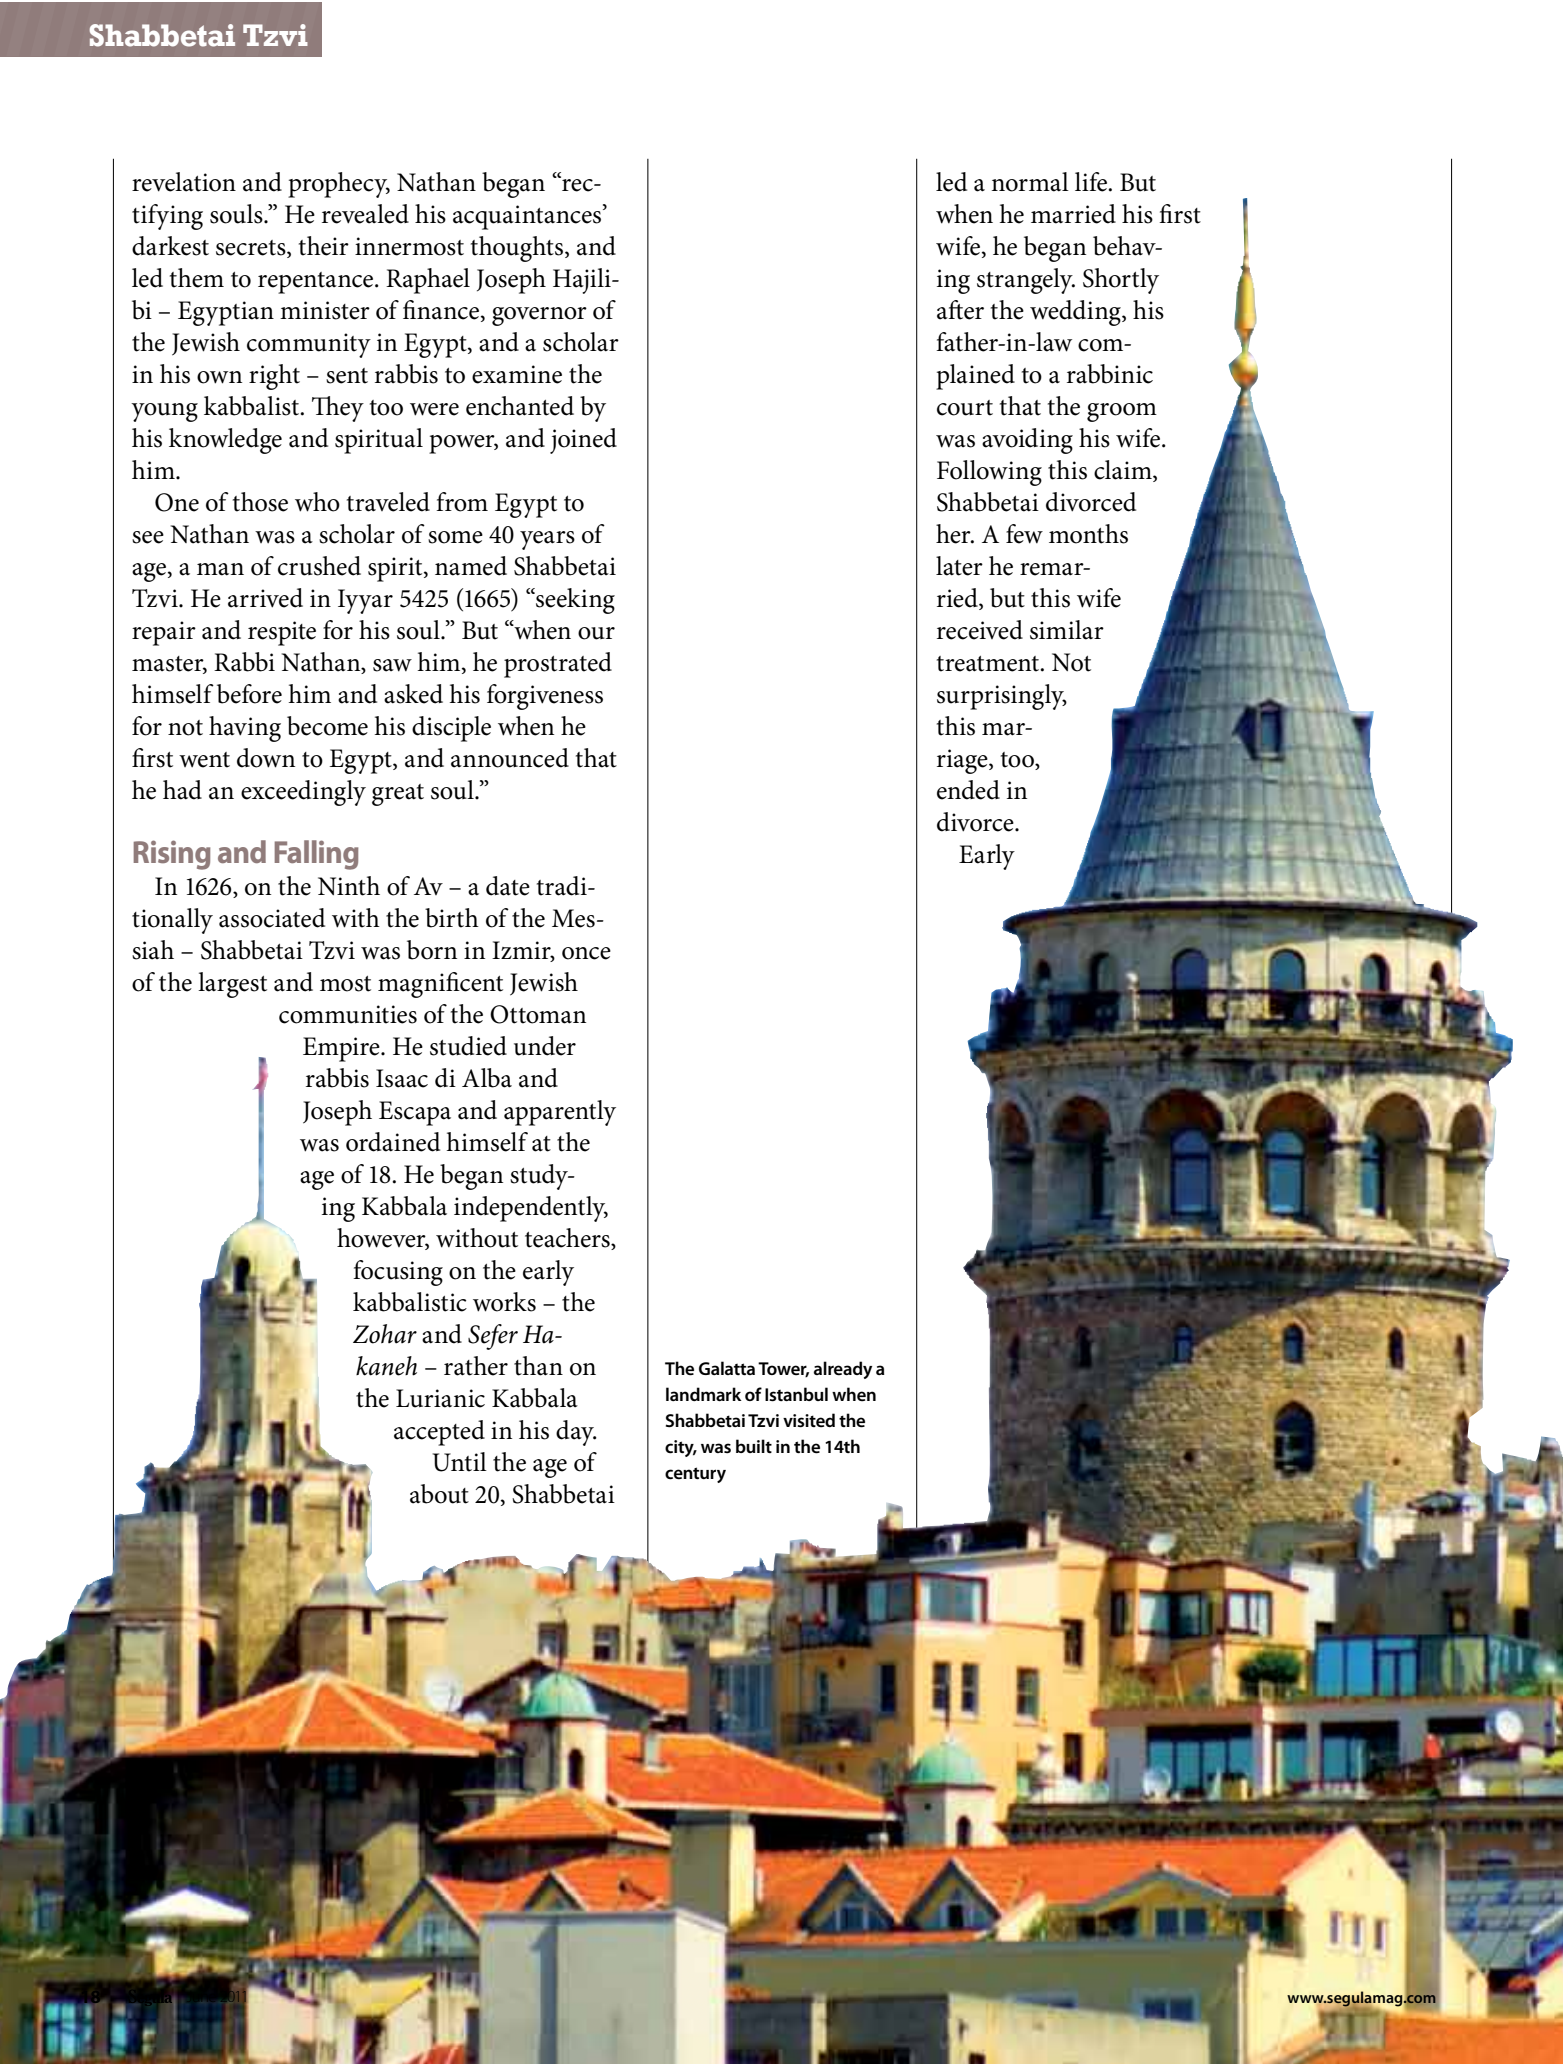 Shabbetai Tzvi
revelation and prophecy, Nathan began “rec-
tifying souls.” He revealed his acquaintances’
darkest secrets, their innermost thoughts, and
led them to repentance. Raphael Joseph Hajili-
bi – Egyptian minister of finance, governor of
the Jewish community in Egypt, and a scholar
in his own right – sent rabbis to examine the
young kabbalist. They too were enchanted by
his knowledge and spiritual power, and joined
him.
One of those who traveled from Egypt to
see Nathan was a scholar of some 40 years of
age, a man of crushed spirit, named Shabbetai
Tzvi. He arrived in Iyyar 5425 (1665) “seeking
repair and respite for his soul.” But “when our
master, Rabbi Nathan, saw him, he prostrated
himself before him and asked his forgiveness
for not having become his disciple when he
first went down to Egypt, and announced that
he had an exceedingly great soul.”
Rising and Falling
In 1626, on the Ninth of Av – a date tradi-
tionally associated with the birth of the Mes-
siah – Shabbetai Tzvi was born in Izmir, once
of the largest and most magnificent Jewish
communities of the Ottoman
Empire. He studied under
rabbis Isaac di Alba and
Joseph Escapa and apparently
was ordained himself at the
age of 18. He began study-
ing Kabbala independently,
however, without teachers,
focusing on the early
kabbalistic works – the
Zohar and Sefer Ha-
kaneh – rather than on
the Lurianic Kabbala
accepted in his day.
Until the age of
about 20, Shabbetai
The Galatta Tower, already a
landmark of Istanbul when
Shabbetai Tzvi visited the
city, was built in the 14th
century
led a normal life. But
when he married his first
wife, he began behav-
ing strangely. Shortly
after the wedding, his
father-in-law com-
plained to a rabbinic
court that the groom
was avoiding his wife.
Following this claim,
Shabbetai divorced
her. A few months
later he remar-
ried, but this wife
received similar
treatment. Not
surprisingly,
this mar-
riage, too,
ended in
divorce.
Early
Segula 2011
www.segulamag.com